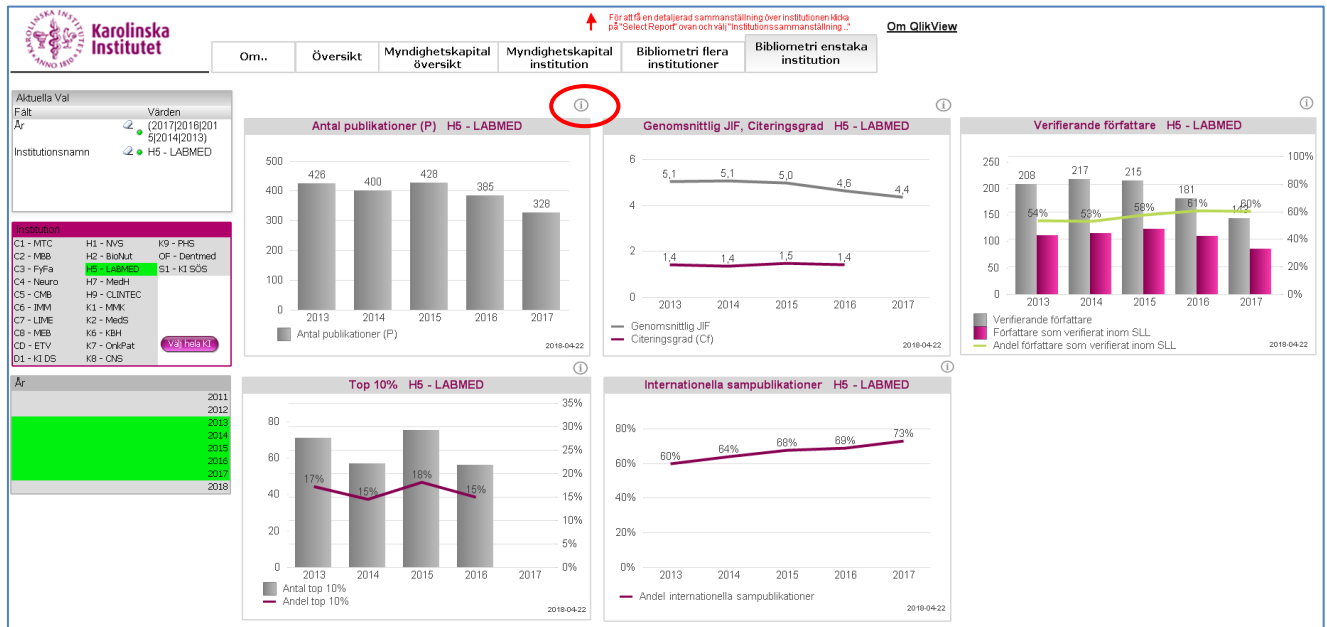 KAROLINSKA INSTITUTET
ANNO 1810
Karolinska
Institutet
För att få en detaljerad sammanställning över institutionen klicka
på "Select Report" ovan och välj "Institutionssammanställning .."
Om QlikView
Om..
Översikt
Myndighetskapital
översikt
Myndighetskapital
institution
Bibliometri flera
institutioner
Bibliometri enstaka
institution
Aktuella Val
Fält Värden
År (2017|2016|201
5|2014|2013)
Institutionsnamn H5 - LABMED
Institution
C1 - MTC H1 - NVS K9 - PHS
C2 - MBB H2 - BioNut OF - Dentmed
C3 - FyFa H5 - LABMED S1 - KI SÖS
C4 - Neuro H7 - MedH
C5 - CMB H9 - CLINTEC
C6 - IMM K1 - MMK
C7 - LIME K2 - MedS
C8 - MEB K6 - KBH
CD - ETV K7 - OnkPat
D1 - KI DS K8 - CNS
Välj hela KI
År
2011
2012
2013
2014
2015
2016
2017
2018
i
Antal publikationer (P) H5 - LABMED
500
400
300
200
100
0
426 400 428 385 328
2013 2014 2015 2016 2017
Antal publikationer (P)
2018-04-22
i
Genomsnittlig JIF, Citeringsgrad H5 - LABMED
6
4
2
0
5,1 5,1 5,0 4,6 4,4
1,4 1,4 1,5 1,4
2013 2014 2015 2016 2017
Genomsnittlig JIF
Citeringsgrad (Cf)
2018-04-22
i
Verifierande författare H5 - LABMED
250
200
150
100
50
0
208 217 215 181
54% 53% 58% 61% 60%
100%
80%
60%
40%
20%
0%
2013 2014 2015 2016 2017
Verifierande författare
Författare som verifierat inom SLL
Andel författare som verifierat inom SLL
2018-04-22
i
Top 10% H5 - LABMED
80
60
40
20
0
17% 15% 18% 15%
35%
30%
25%
20%
15%
10%
5%
0%
2013 2014 2015 2016 2017
Antal top 10%
Andel top 10%
2018-04-22
i
Internationella sampublikationer H5 - LABMED
80%
60%
40%
20%
0%
60% 64% 68% 69% 73%
2013 2014 2015 2016 2017
Andel internationella sampublikationer
2018-04-22